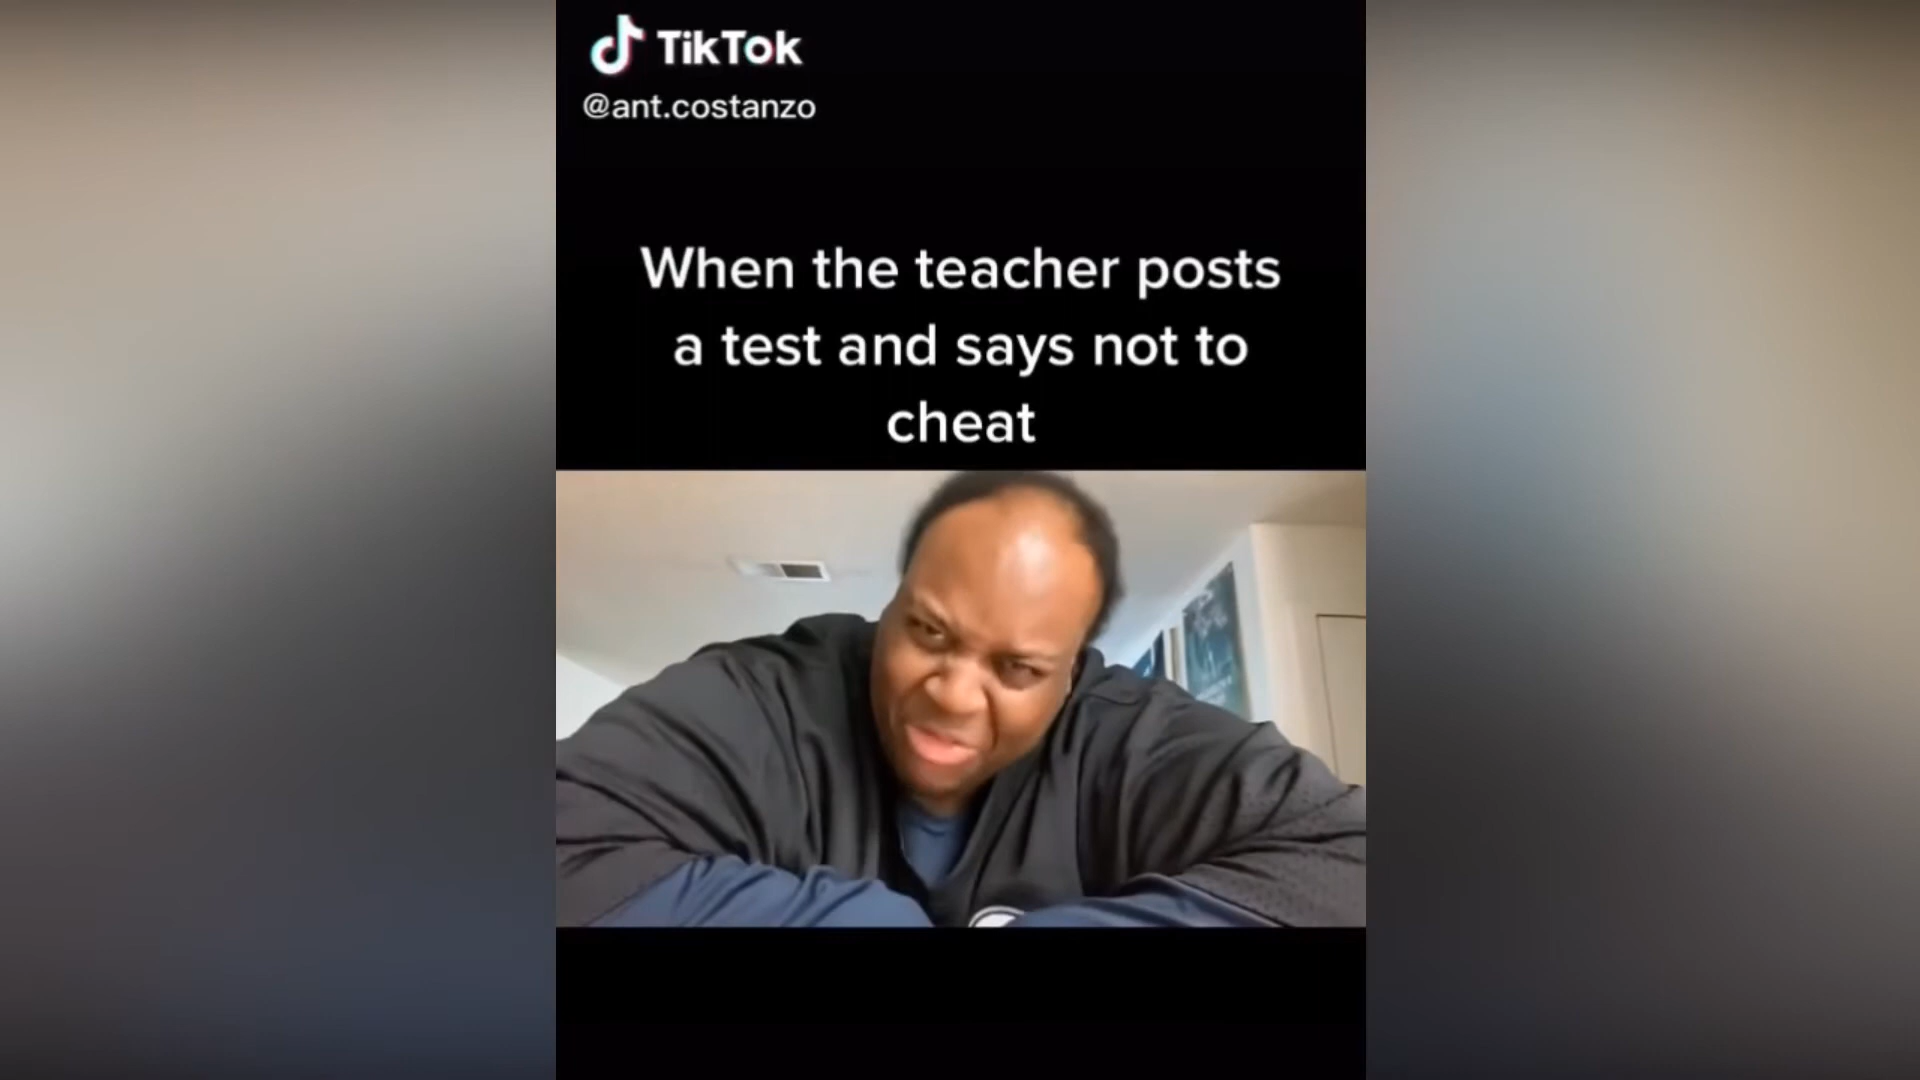 TikTok
@ant.costanzo
When the teacher posts
a test and says not to
cheat